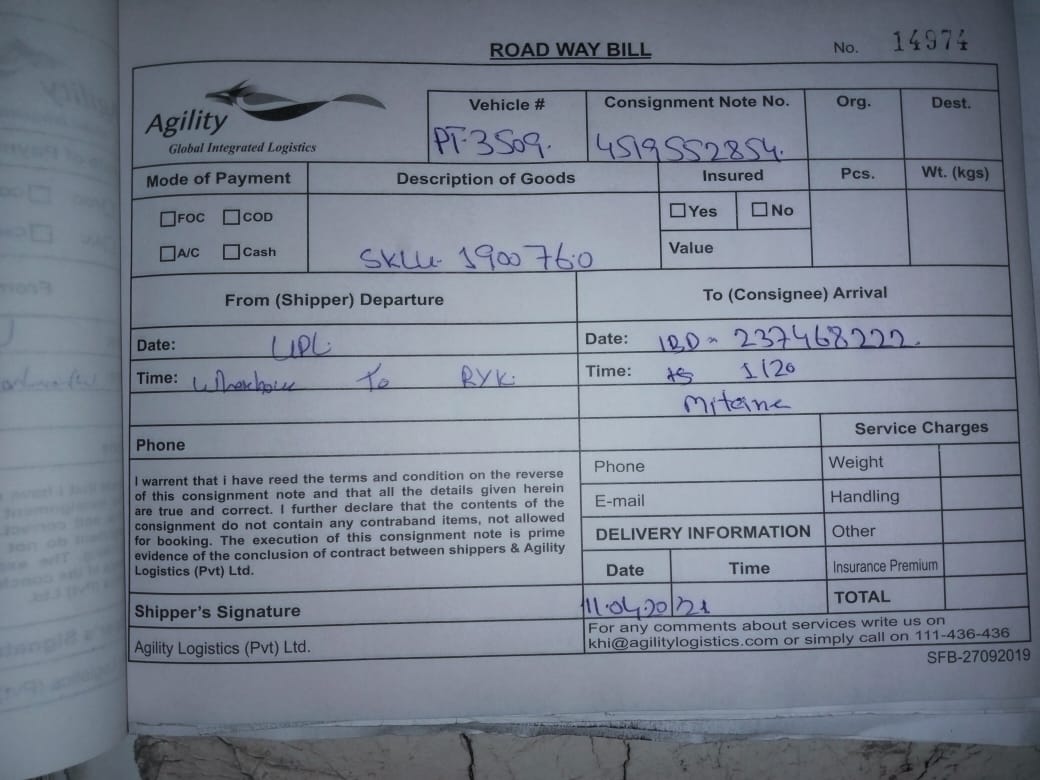 ROAD WAY BILL
No. 14974
Agility
Global Integrated Logistics
Vehicle #
PT-3509.
Consignment Note No.
4519552854.
Org.
Dest.
Mode of Payment
FOC COD
A/C Cash
Description of Goods
1900760
Insured
Yes No
Value
Pcs.
Wt. (kgs)
From (Shipper) Departure
To (Consignee) Arrival
Date: UPL
Date: IBD - 237468222.
Time: To RYK.
Time: 1/20
Phone
Service Charges
I warrent that i have reed the terms and condition on the reverse
of this consignment note and that all the details given herein
are true and correct. I further declare that the contents of the
consignment do not contain any contraband items, not allowed
for booking. The execution of this consignment note is prime
evidence of the conclusion of contract between shippers & Agility
Logistics (Pvt) Ltd.
Phone
Weight
E-mail
Handling
DELIVERY INFORMATION
Other
Date Time
Insurance Premium
11.04.20/21
TOTAL
Shipper's Signature
Agility Logistics (Pvt) Ltd.
For any comments about services write us on
khi@agilitylogistics.com or simply call on 111-436-436
SFB-27092019